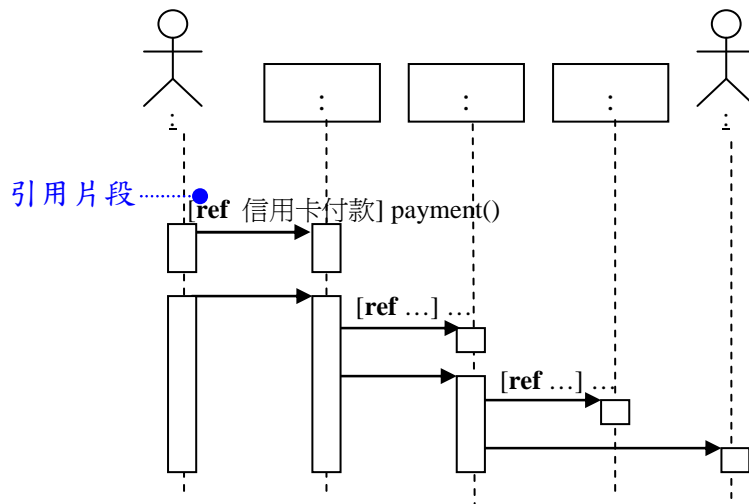 :
:
:
:
:
引用片段
[ref 信用卡付款] payment()
[ref …] …
[ref …] …